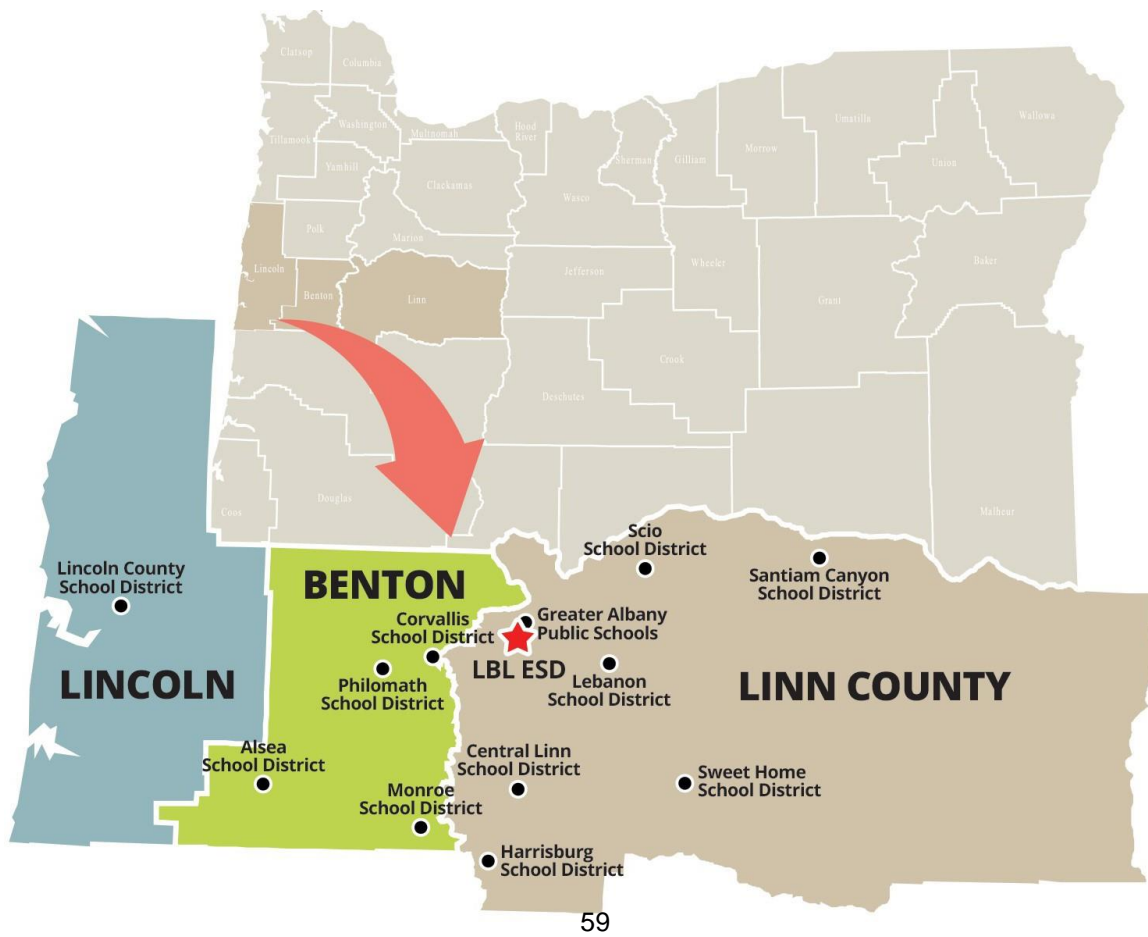 Clatsop
Columbia
Tillamook
Washington
Multnomah
Hood
River
Yamhill
Clackamas
Sherman
Gilliam
Morrow
Umatilla
Union
Wallowa
Wasco
Polk
Marion
Jefferson
Wheeler
Baker
Lincoln
Benton
Linn
Grant
Crook
Deschutes
Coos
Douglas
Malheur
Lincoln County
School District
LINCOLN
BENTON
Corvallis
School District
Philomath
School District
Alsea
School District
Monroe
School District
Scio
School District
Santiam Canyon
School District
Greater Albany
Public Schools
LBL ESD
Lebanon
School District
LINN COUNTY
Central Linn
School District
Sweet Home
School District
Harrisburg
School District
59